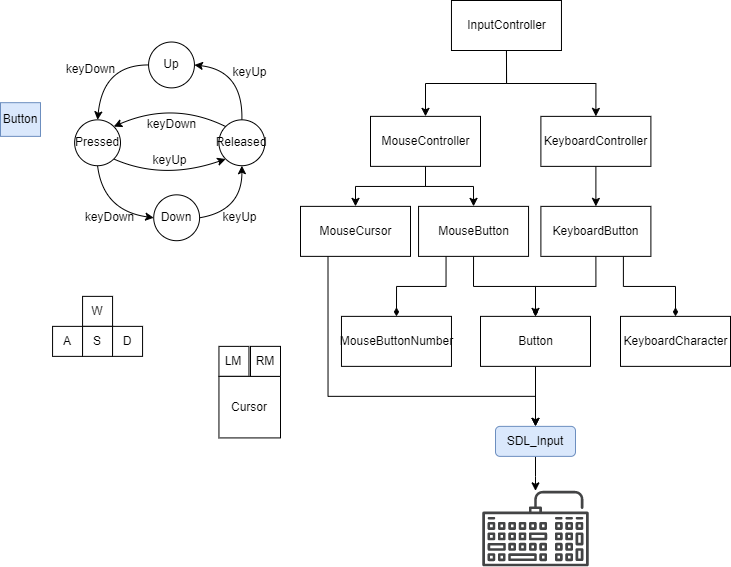 InputController
Up
keyDown
keyUp
Button
keyDown
Pressed
Released
MouseController
KeyboardController
keyUp
keyDown
Down
keyUp
MouseCursor
MouseButton
KeyboardButton
W
A
S
D
MouseButtonNumber
Button
KeyboardCharacter
LM
RM
Cursor
SDL_Input